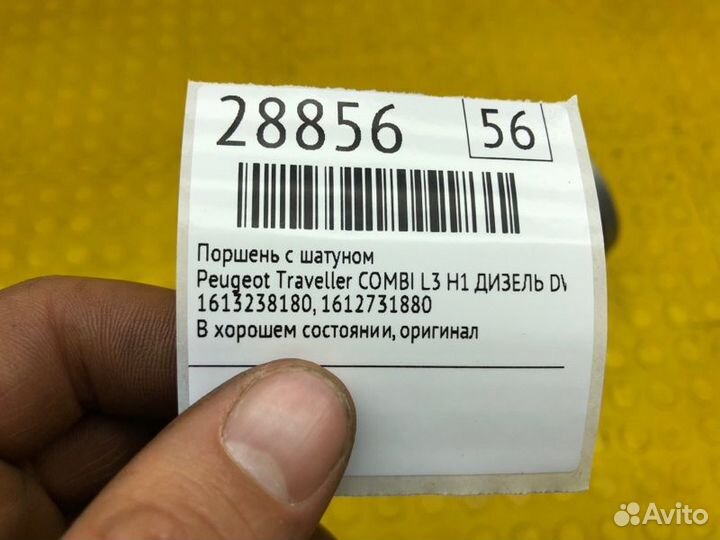 28856
56
Поршень с шатуном
Peugeot Traveller COMBI L3 H1 ДИЗЕЛЬ
1613238180, 1612731880
В хорошем состоянии, оригинал
Avito